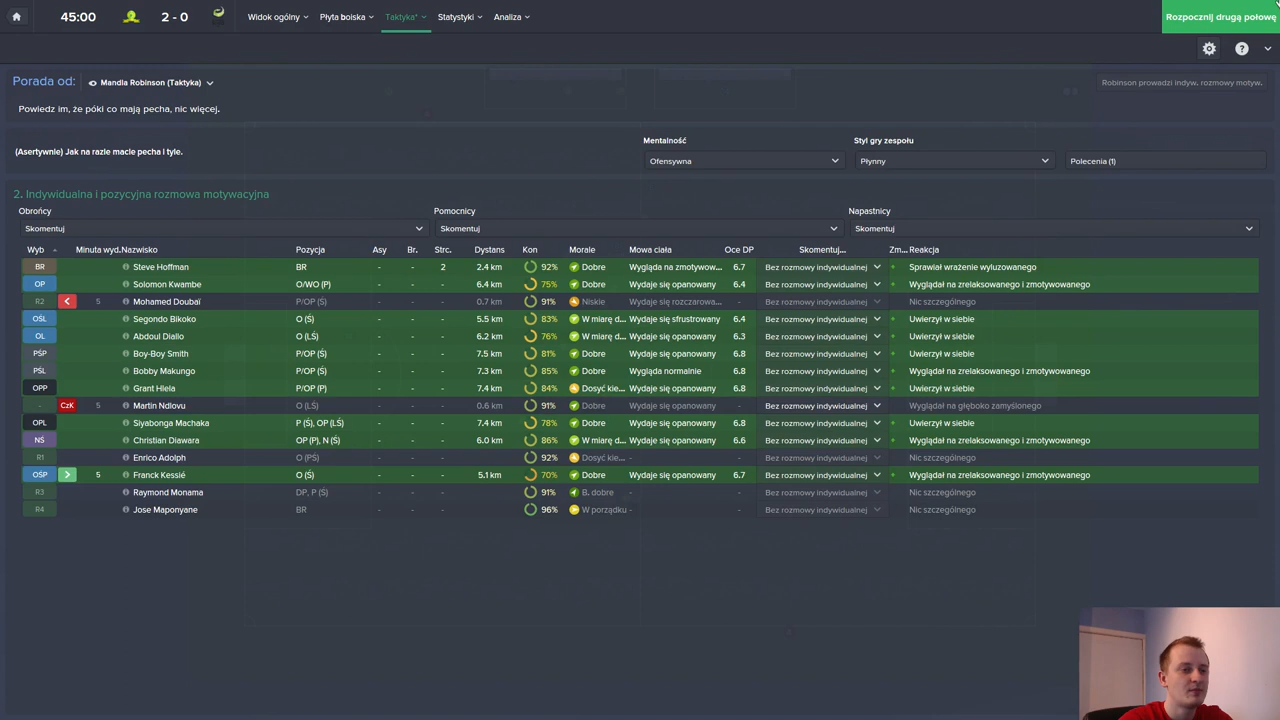 45:00 2 - 0 Widok ogólny Płyta boiska Taktyka* Statystyki Analiza Rozpocznij drugą połowę
Porada od: Mandla Robinson (Taktyka) Robinson prowadzi indyw. rozmowy motyw.
Powiedz im, że póki co mają pecha, nic więcej.
Mentalność Styl gry zespołu
(Asertywnie) Jak na razie macie pecha i tyle.
Ofensywna Płynny Polecenia (1)
2. Indywidualna i pozycyjna rozmowa motywacyjna
Obrońcy Pomocnicy Napastnicy
Skomentuj Skomentuj Skomentuj
Wyb Minuta wyd. Nazwisko Pozycja Asy Br. Strc. Dystans Kon Morale Mowa ciała Oce DP Skomentuj... Zm... Reakcja
BR Steve Hoffman BR - - 2 2.4 km 92% Dobre Wygląda na zmotywow... 6.7 Bez rozmowy indywidualnej Sprawiał wrażenie wyluzowanego
OP Solomon Kwambe O/WO (P) - - - 6.4 km 75% Dobre Wydaje się opanowany 6.4 Bez rozmowy indywidualnej Wyglądał na zrelaksowanego i zmotywowanego
R2 5 Mohamed Doubaï P/OP (Ś) - - - 0.7 km 91% Niskie Wydaje się rozczarowa... - Bez rozmowy indywidualnej Nic szczególnego
OŚL Segondo Bikoko O (Ś) - - - 5.5 km 83% W miarę d... Wydaje się sfrustrowany 6.4 Bez rozmowy indywidualnej Uwierzył w siebie
OL Abdoul Diallo O (LŚ) - - - 6.2 km 76% W miarę d... Wydaje się opanowany 6.3 Bez rozmowy indywidualnej Uwierzył w siebie
PŚP Boy-Boy Smith P/OP (Ś) - - - 7.5 km 81% Dobre Wydaje się opanowany 6.8 Bez rozmowy indywidualnej Uwierzył w siebie
PŚL Bobby Makungo P/OP (Ś) - - - 7.3 km 85% Dobre Wygląda normalnie 6.8 Bez rozmowy indywidualnej Wyglądał na zrelaksowanego i zmotywowanego
OPP Grant Hlela P/OP (P) - - - 7.4 km 84% Dosyć kie... Wydaje się opanowany 6.8 Bez rozmowy indywidualnej Uwierzył w siebie
- CzK 5 Martin Ndlovu O (LŚ) - - - 0.6 km 91% Dobre Wydaje się opanowany - Bez rozmowy indywidualnej Wyglądał na głęboko zamyślonego
OPL Siyabonga Machaka P (Ś), OP (LŚ) - - - 7.4 km 78% Dobre Wydaje się opanowany 6.8 Bez rozmowy indywidualnej Uwierzył w siebie
NŚ Christian Diawara OP (P), N (Ś) - - - 6.0 km 86% W miarę d... Wydaje się opanowany 6.6 Bez rozmowy indywidualnej Wyglądał na zrelaksowanego i zmotywowanego
R1 Enrico Adolph O (PŚ) - - - 92% Dosyć kie... - - Bez rozmowy indywidualnej Nic szczególnego
OŚP 5 Franck Kessié O (Ś) - - - 5.1 km 70% Dobre Wydaje się opanowany 6.7 Bez rozmowy indywidualnej Wyglądał na zrelaksowanego i zmotywowanego
R3 Raymond Monama DP, P (Ś) - - - 91% B. dobre - - Bez rozmowy indywidualnej Nic szczególnego
R4 Jose Maponyane BR - - - 96% W porządku - - Bez rozmowy indywidualnej Nic szczególnego